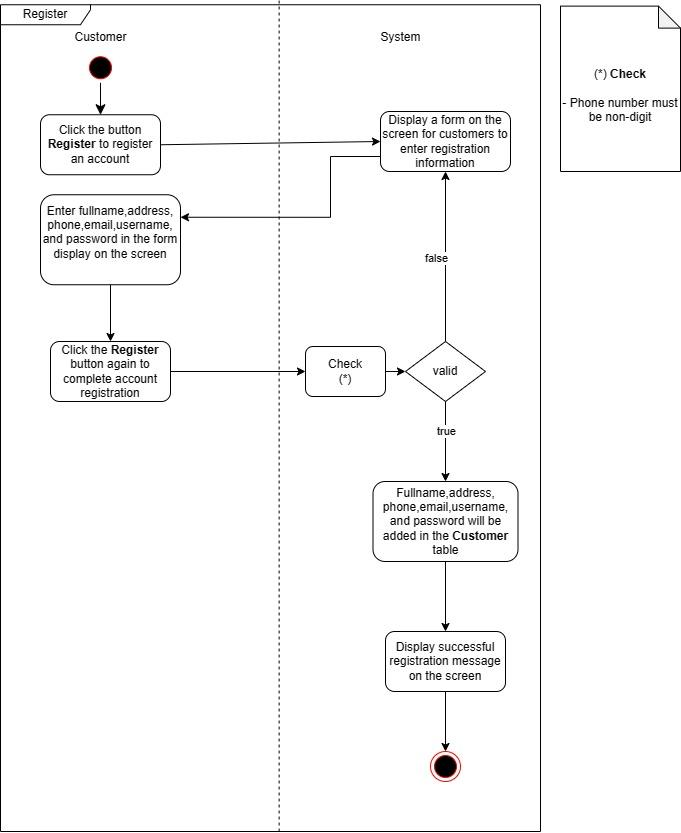 Register
Customer
System
Click the button
Register to register
an account
Display a form on the
screen for customers to
enter registration
information
(*) Check
- Phone number must
be non-digit
Enter fullname,address,
phone,email,username,
and password in the form
display on the screen
false
Click the Register
button again to
complete account
registration
Check
(*)
valid
true
Fullname,address,
phone,email,username,
and password will be
added in the Customer
table
Display successful
registration message
on the screen